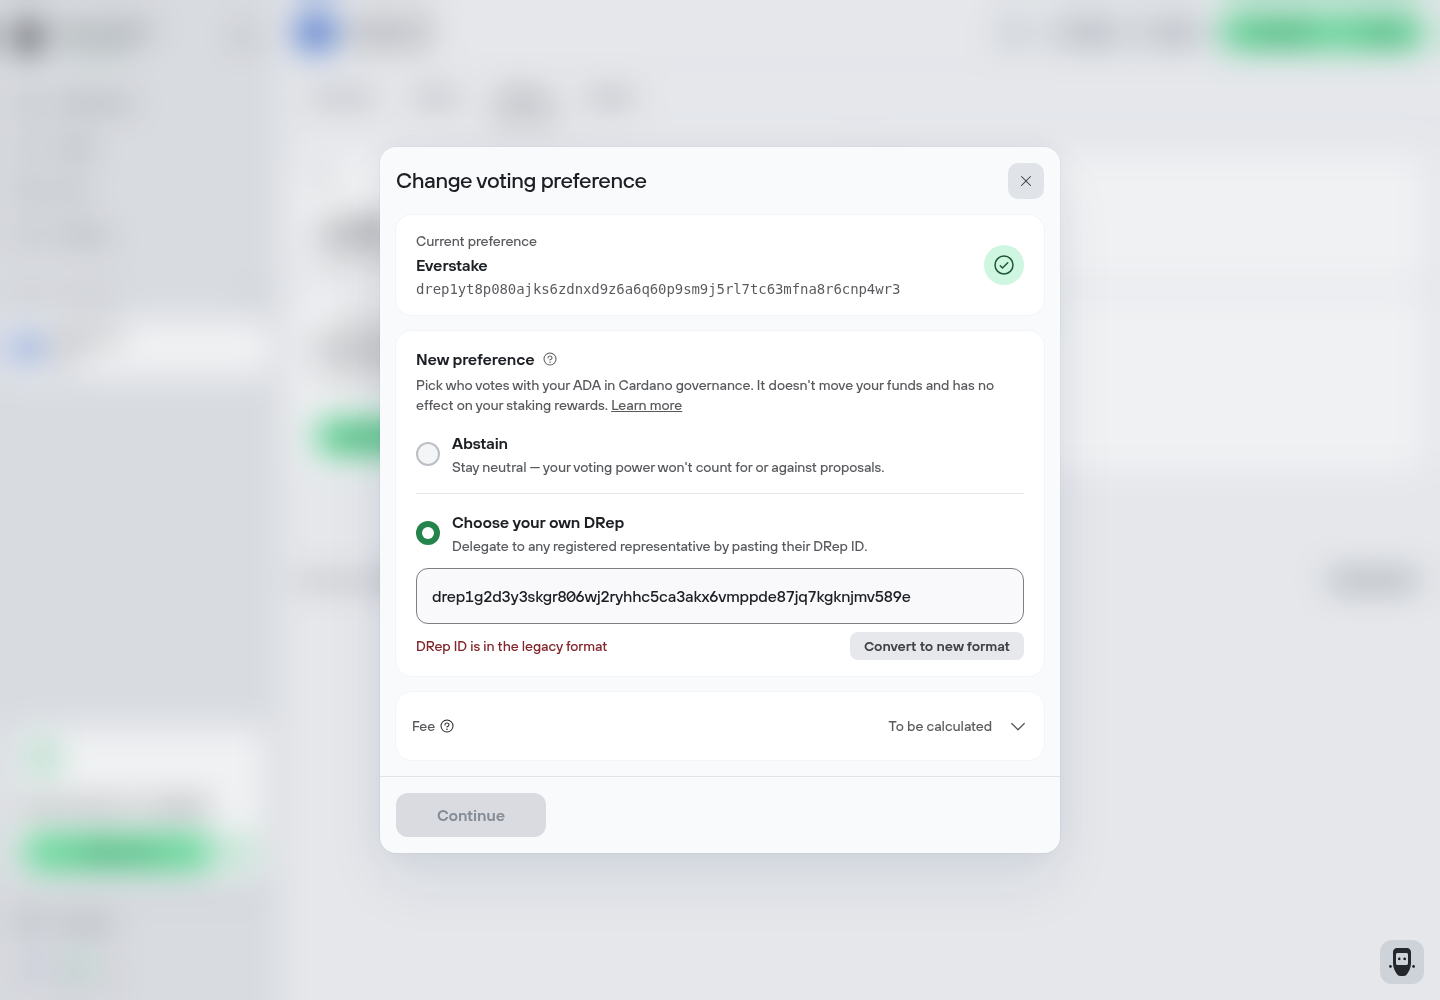 Change voting preference
Current preference
Everstake
drep1yt8p080ajks6zdnxd9z6a6q60p9sm9j5rl7tc63mfna8r6cnp4wr3
New preference
Pick who votes with your ADA in Cardano governance. It doesn't move your funds and has no
effect on your staking rewards. Learn more
Abstain
Stay neutral — your voting power won't count for or against proposals.
Choose your own DRep
Delegate to any registered representative by pasting their DRep ID.
drep1g2d3y3skgr806wj2ryhhc5ca3akx6vmppde87jq7kgknjmv589e
DRep ID is in the legacy format
Convert to new format
Fee
To be calculated
Continue